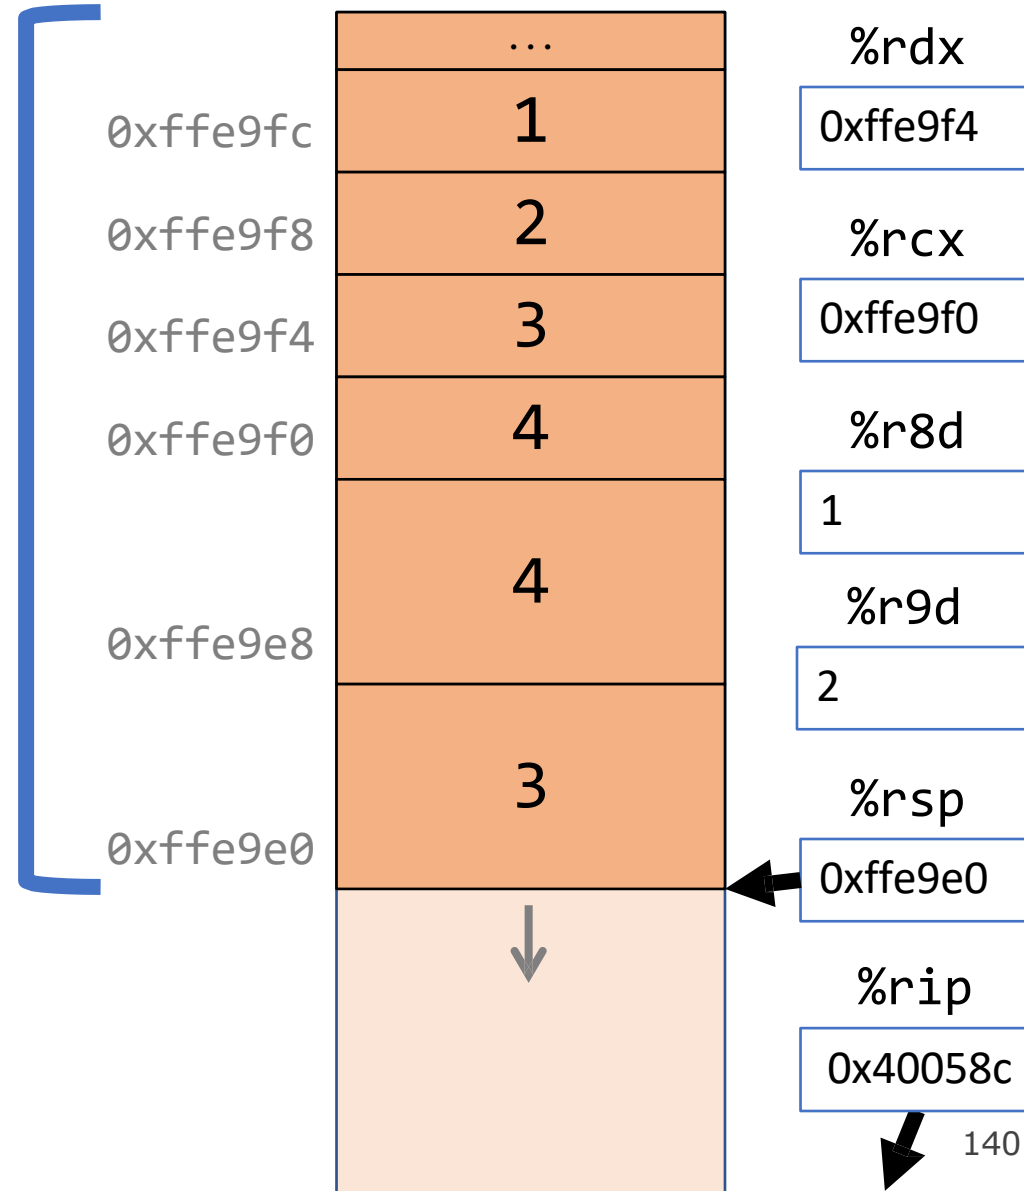 ...
0xffe9fc 1
0xffe9f8 2
0xffe9f4 3
0xffe9f0 4
0xffe9e8 4
0xffe9e0 3
%rdx
0xffe9f4
%rcx
0xffe9f0
%r8d
1
%r9d
2
%rsp
0xffe9e0
%rip
0x40058c
140